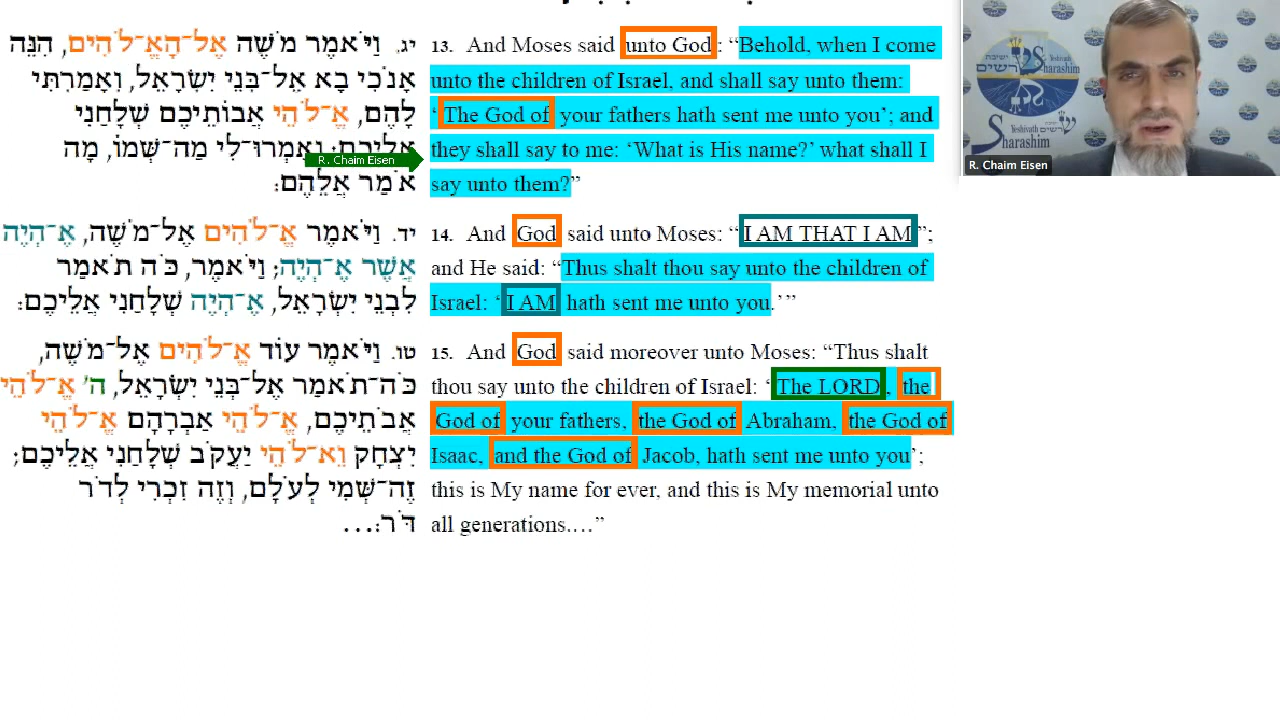 יג. וַיֹּאמֶר מֹשֶׁה אֶל־הָאֱ־לֹהִים, הִנֵּה
אָנֹכִי בָא אֶל־בְּנֵי יִשְׂרָאֵל, וְאָמַרְתִּי
לָהֶם, אֱ־לֹהֵי אֲבוֹתֵיכֶם שְׁלָחַנִי
אֲלֵיכֶם; וְאָמְרוּ־לִי מַה־שְּׁמוֹ, מָה
אֹמַר אֲלֵהֶם:
יד. וַיֹּאמֶר אֱ־לֹהִים אֶל־מֹשֶׁה, אֶ־הְיֶה
אֲשֶׁר אֶ־הְיֶה; וַיֹּאמֶר, כֹּה תֹאמַר
לִבְנֵי יִשְׂרָאֵל, אֶ־הְיֶה שְׁלָחַנִי אֲלֵיכֶם:
טו. וַיֹּאמֶר עוֹד אֱ־לֹהִים אֶל־מֹשֶׁה,
כֹּה־תֹאמַר אֶל־בְּנֵי יִשְׂרָאֵל, ה' אֱ־לֹהֵי
אֲבֹתֵיכֶם, אֱ־לֹהֵי אַבְרָהָם אֱ־לֹהֵי
יִצְחָק וֵא־לֹהֵי יַעֲקֹב שְׁלָחַנִי אֲלֵיכֶם;
זֶה־שְּׁמִי לְעֹלָם, וְזֶה זִכְרִי לְדֹר
דֹּר:...
13. And Moses said unto God: “Behold, when I come
unto the children of Israel, and shall say unto them:
‘The God of your fathers hath sent me unto you’; and
they shall say to me: ‘What is His name?’ what shall I
say unto them?”
14. And God said unto Moses: “I AM THAT I AM”;
and He said: “Thus shalt thou say unto the children of
Israel: ‘I AM hath sent me unto you.’”
15. And God said moreover unto Moses: “Thus shalt
thou say unto the children of Israel: ‘The LORD, the
God of your fathers, the God of Abraham, the God of
Isaac, and the God of Jacob, hath sent me unto you’;
this is My name for ever, and this is My memorial unto
all generations....”
R. Chaim Eisen
ישיבת
שרשים
Sharashim
Yeshivath
ישיבת
שרשים
Sharashim
R. Chaim Eisen